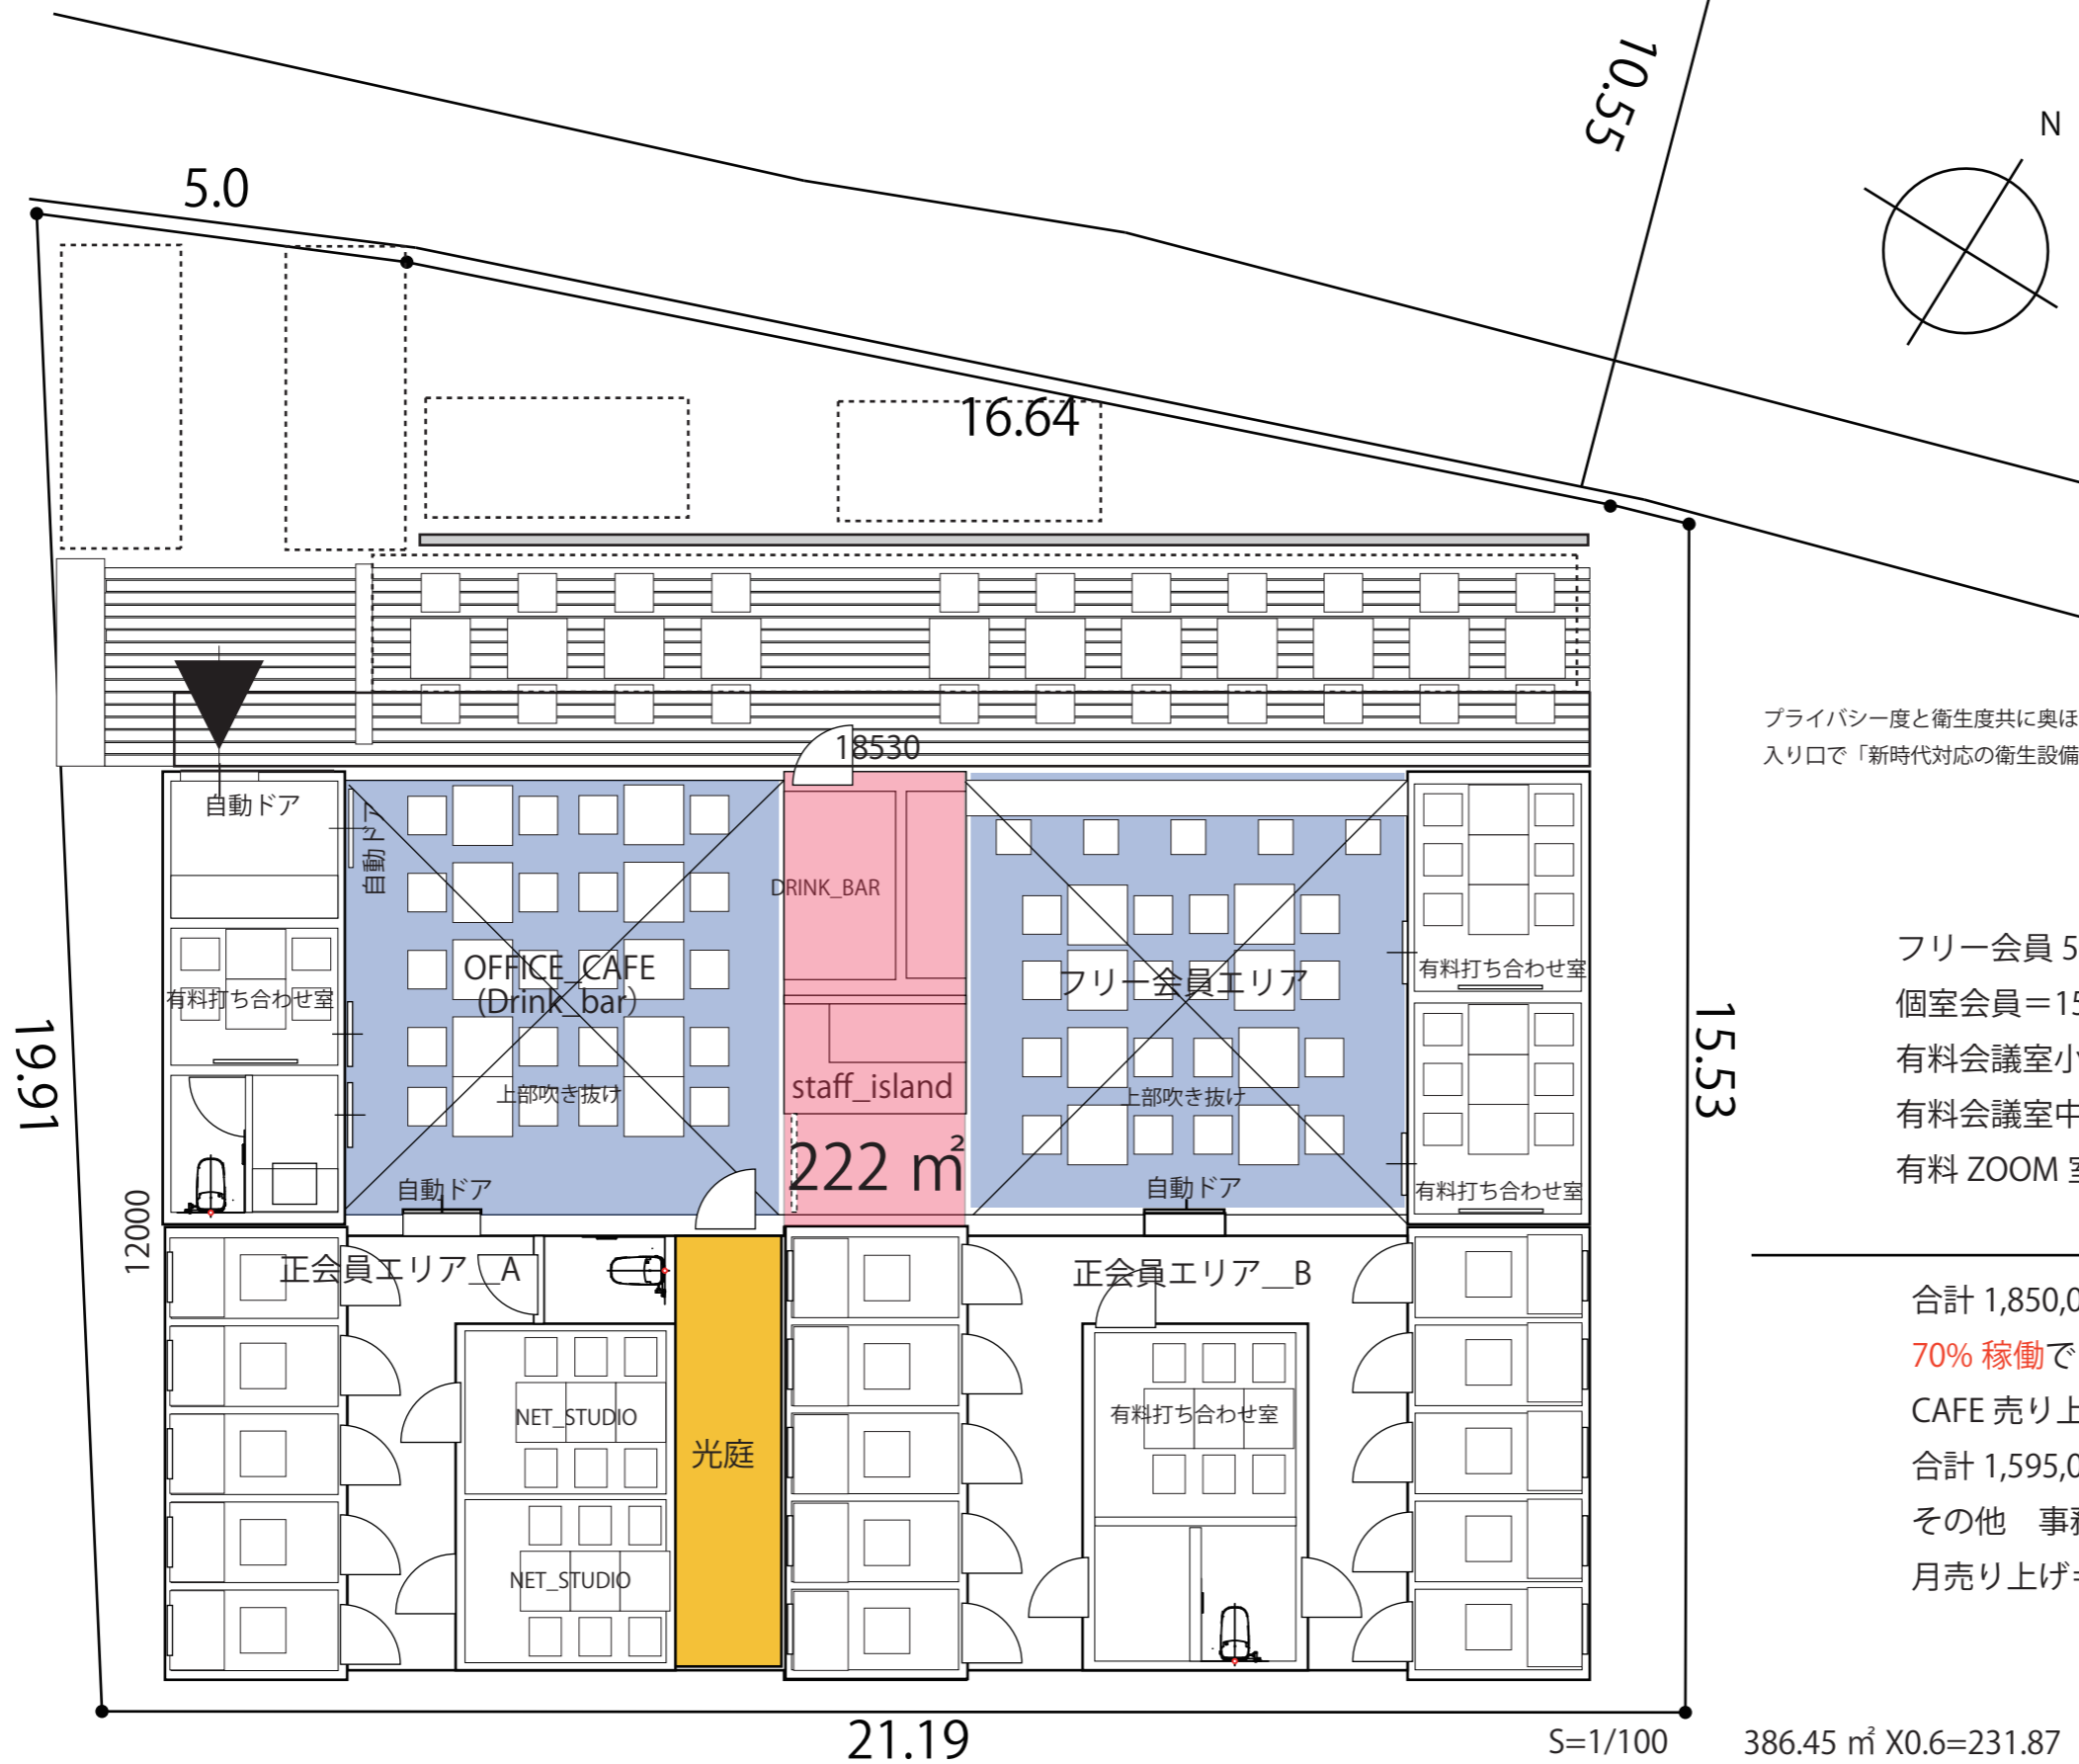 10.55
N
5.0
16.64
プライバシー度と衛生度共に奥ほ
入り口で「新時代対応の衛生設備
18530
自動ドア
自動ドア
DRINK_BAR
OFFICE_CAFE
(Drink_bar)
フリー会員エリア
有料打ち合わせ室
有料打ち合わせ室
フリー会員 5
個室会員＝15
有料会議室小
有料会議室中
有料 ZOOM 室
19.91
15.53
上部吹き抜け
staff_island
上部吹き抜け
222 ㎡
自動ドア
自動ドア
有料打ち合わせ室
12000
正会員エリア__A
正会員エリア__B
合計 1,850,0
70% 稼働で
CAFE 売り上
合計 1,595,0
その他　事務
月売り上げ＝
NET_STUDIO
光庭
有料打ち合わせ室
NET_STUDIO
21.19
S=1/100
386.45 ㎡ X0.6=231.87